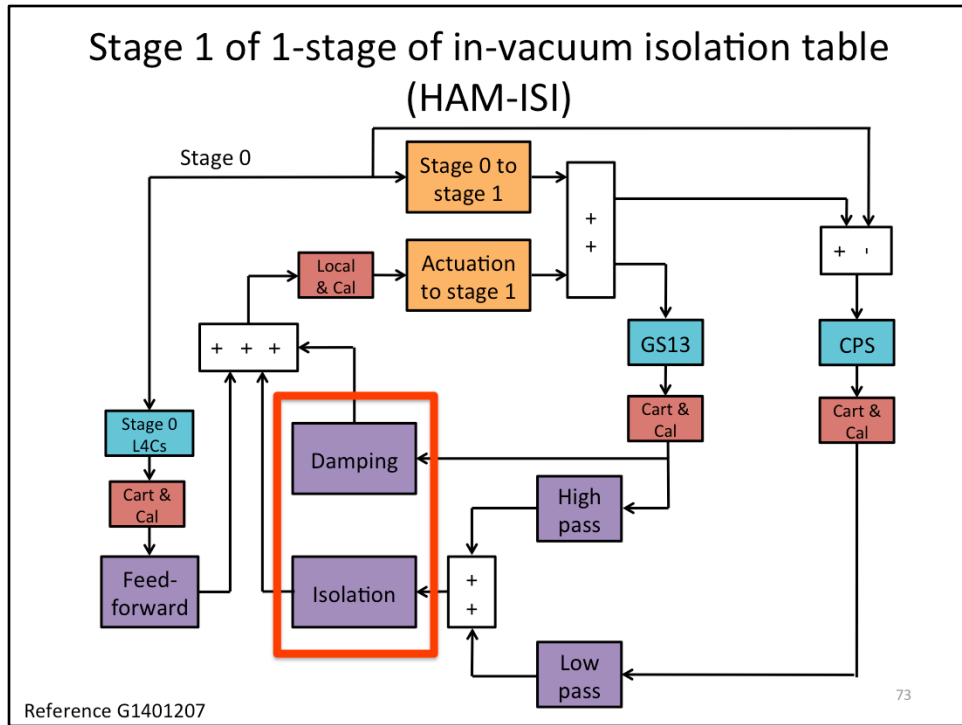 Stage 1 of 1-stage of in-vacuum isolation table
(HAM-ISI)
Stage 0
Stage 0 to
stage 1
+
+
+ '
Local
& Cal
Actuation
to stage 1
+ + +
GS13
CPS
Stage 0
L4Cs
Cart &
Cal
Cart &
Cal
Cart &
Cal
Damping
High
pass
Feed-
forward
Isolation
+
+
Low
pass
Reference G1401207
73